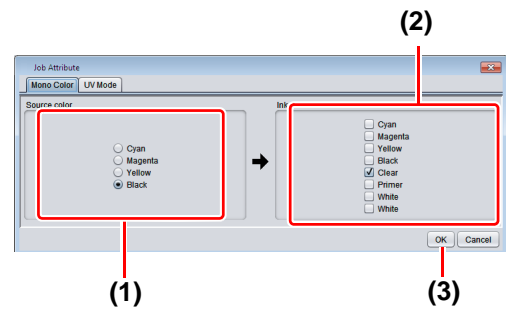 (2)
Job Attribute
Mono Color UV Mode
Source color
Ink
Cyan
Magenta
Yellow
Black
Cyan
Magenta
Yellow
Black
Clear
Primer
White
White
OK Cancel
(1)
(3)